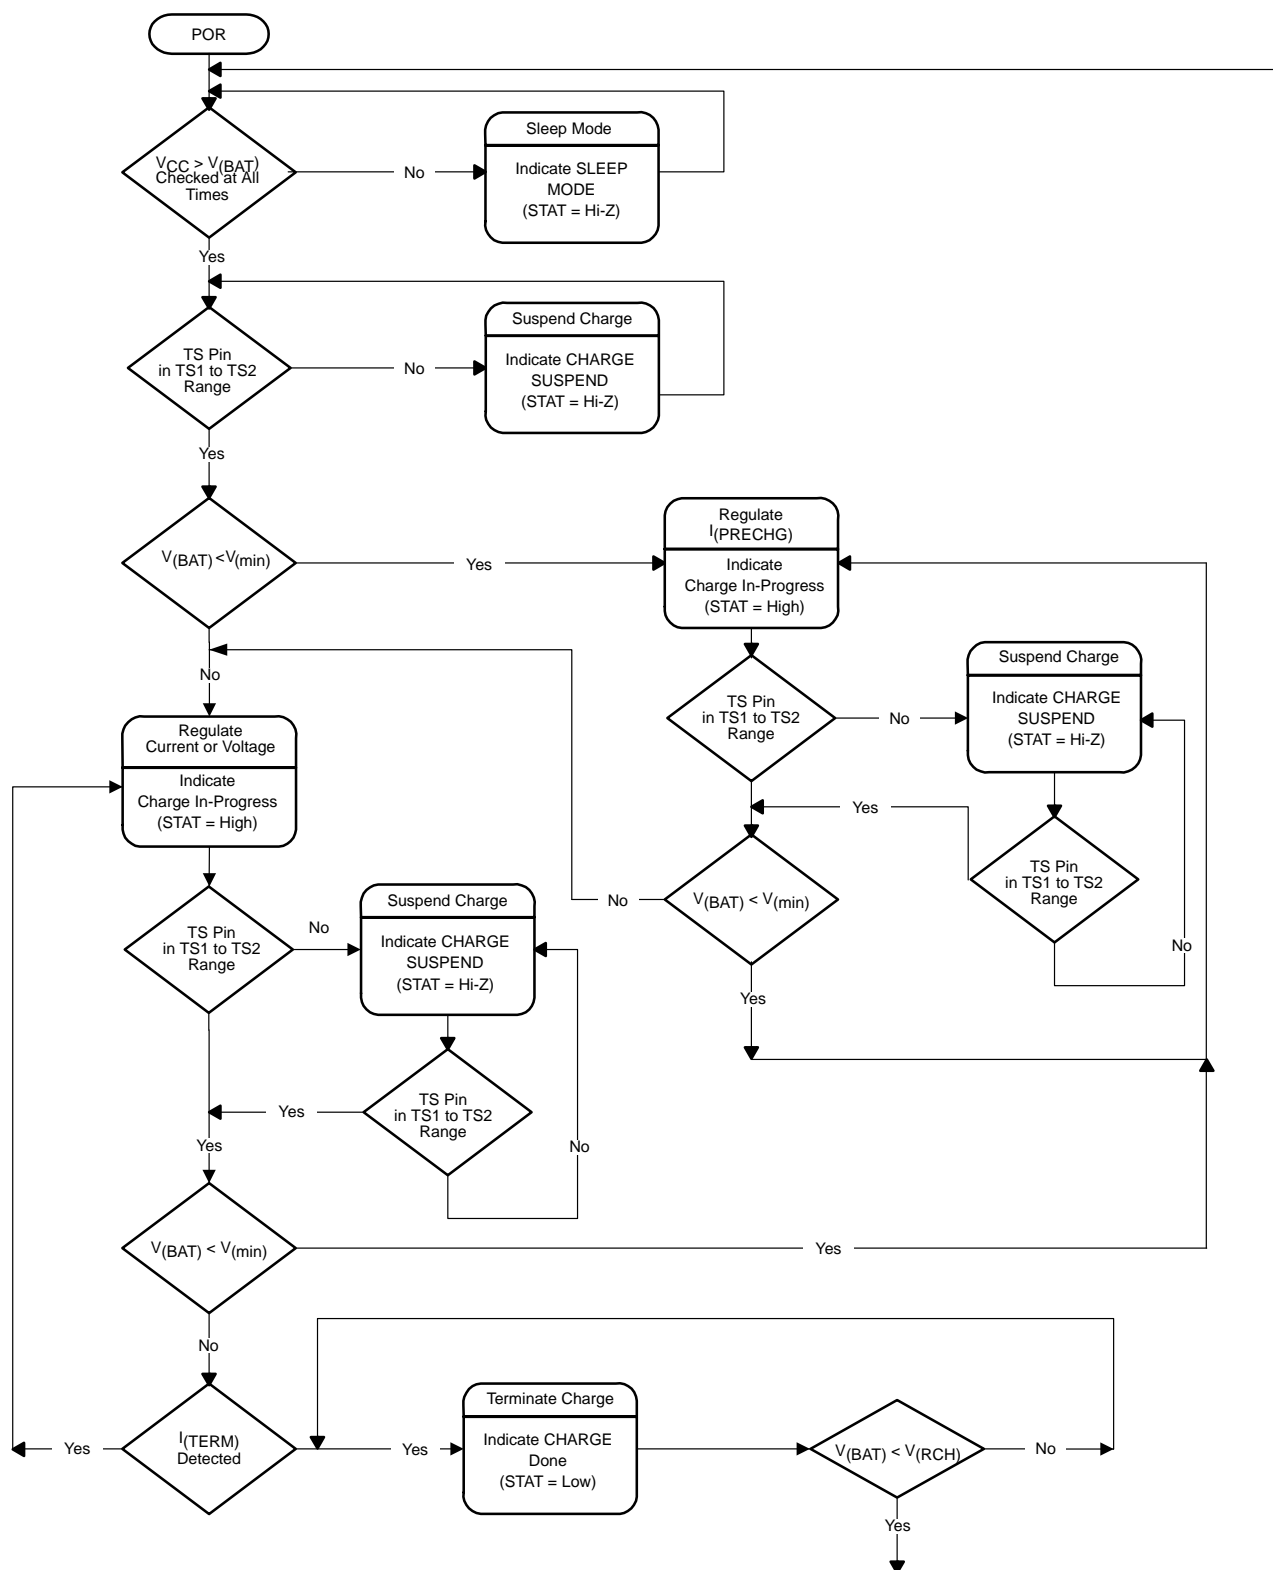 POR
VCC > V(BAT)
Checked at All
Times
No
Sleep Mode
Indicate SLEEP
MODE
(STAT = Hi-Z)
Yes
TS Pin
in TS1 to TS2
Range
No
Suspend Charge
Indicate CHARGE
SUSPEND
(STAT = Hi-Z)
Yes
V(BAT) <V(min)
Yes
Regulate
I(PRECHG)
Indicate
Charge In-Progress
(STAT = High)
No
TS Pin
in TS1 to TS2
Range
No
Suspend Charge
Indicate CHARGE
SUSPEND
(STAT = Hi-Z)
Regulate
Current or Voltage
Indicate
Charge In-Progress
(STAT = High)
Yes
TS Pin
in TS1 to TS2
Range
No
V(BAT) < V(min)
No
Yes
TS Pin
in TS1 to TS2
Range
No
Suspend Charge
Indicate CHARGE
SUSPEND
(STAT = Hi-Z)
TS Pin
in TS1 to TS2
Range
Yes
No
Yes
V(BAT) < V(min)
Yes
No
I(TERM)
Detected
Yes
Yes
Terminate Charge
Indicate CHARGE
Done
(STAT = Low)
V(BAT) < V(RCH)
No
Yes